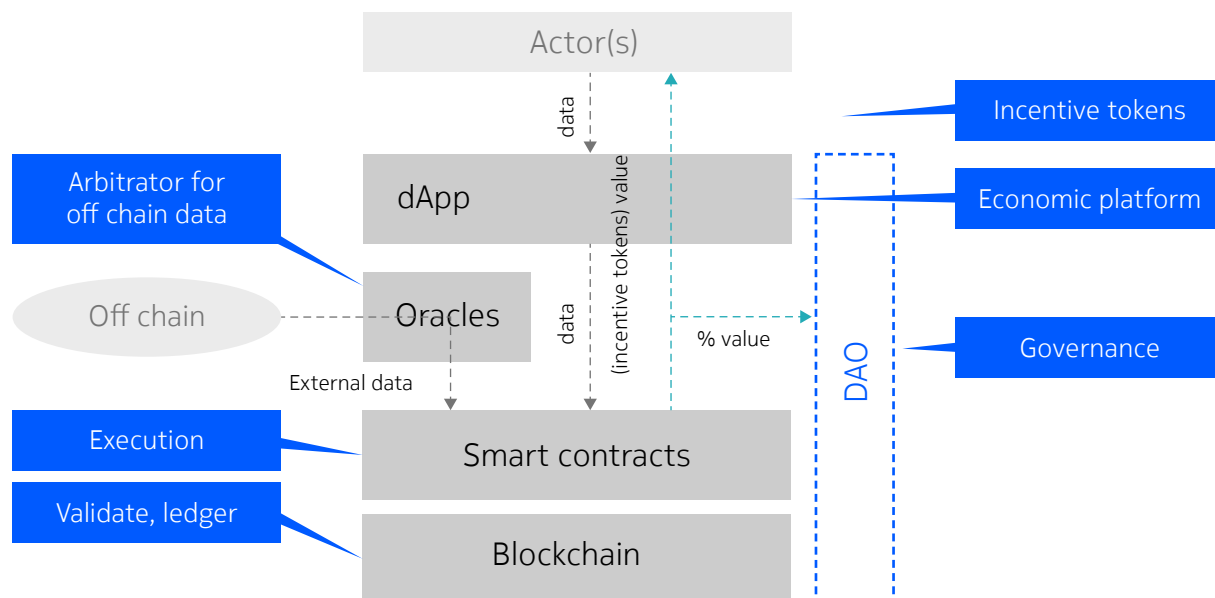 Actor(s)
data
Incentive tokens
Arbitrator for
off chain data
dApp
(incentive tokens) value
Economic platform
Off chain
Oracles
data
% value
DAO
Governance
External data
Execution
Smart contracts
Validate, ledger
Blockchain